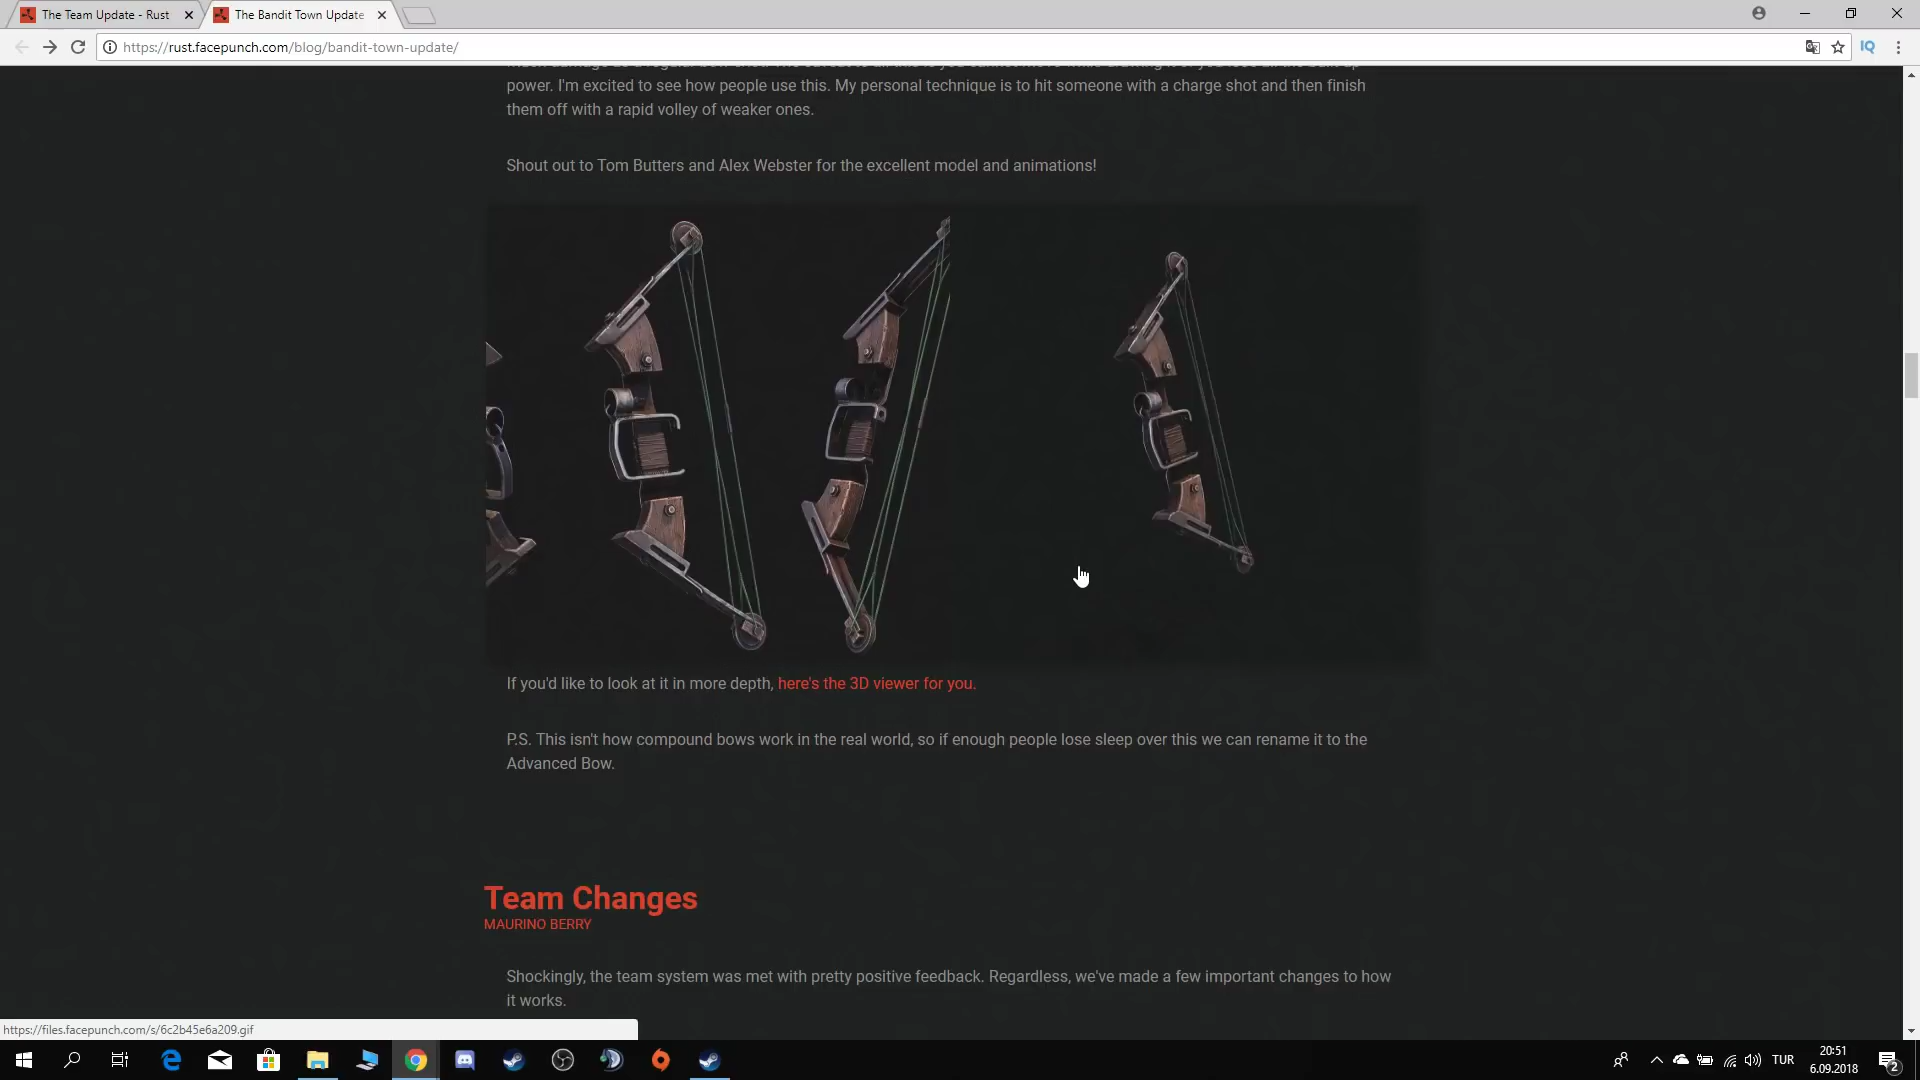 The Team Update - Rust
The Bandit Town Update
https://rust.facepunch.com/blog/bandit-town-update/
power. I'm excited to see how people use this. My personal technique is to hit someone with a charge shot and then finish
them off with a rapid volley of weaker ones.
Shout out to Tom Butters and Alex Webster for the excellent model and animations!
If you'd like to look at it in more depth, here's the 3D viewer for you.
P.S. This isn't how compound bows work in the real world, so if enough people lose sleep over this we can rename it to the
Advanced Bow.
Team Changes
MAURINO BERRY
Shockingly, the team system was met with pretty positive feedback. Regardless, we've made a few important changes to how
it works.
https://files.facepunch.com/s/6c2b45e6a209.gif
TUR
20:51
6.09.2018
2